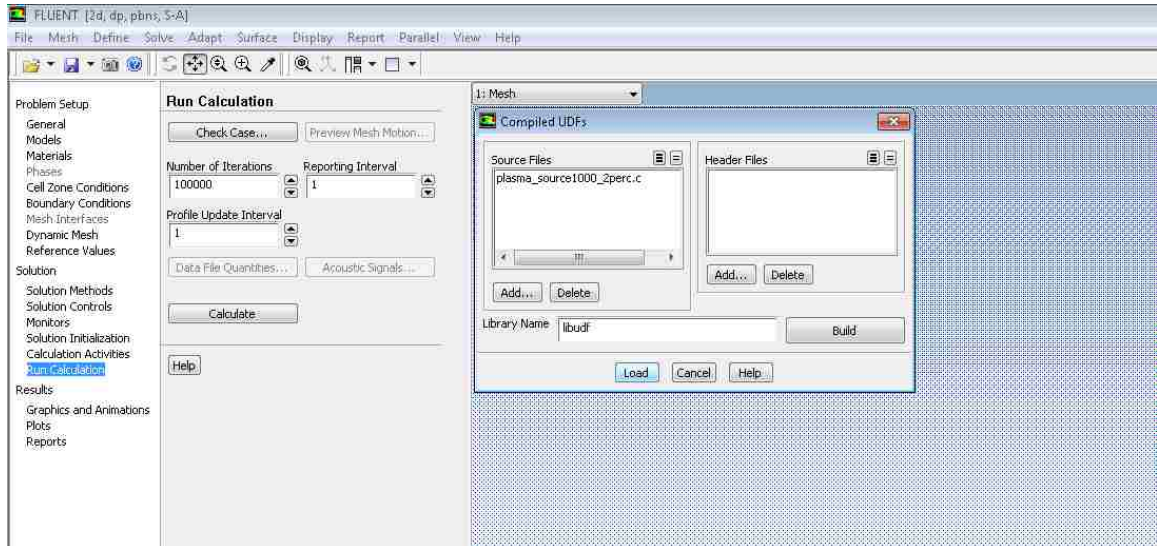 FLUENT [2d, dp, pbns, S-A]
File Mesh Define Solve Adapt Surface Display Report Parallel View Help
Problem Setup
General
Models
Materials
Phases
Cell Zone Conditions
Boundary Conditions
Mesh Interfaces
Dynamic Mesh
Reference Values
Solution
Solution Methods
Solution Controls
Monitors
Solution Initialization
Calculation Activities
Run Calculation
Results
Graphics and Animations
Plots
Reports
Run Calculation
Check Case... Preview Mesh Motion...
Number of Iterations Reporting Interval
100000 1
Profile Update Interval
1
Data File Quantities... Acoustic Signals...
Calculate
Help
1: Mesh
Compiled UDFs
Source Files Header Files
plasma_source1000_2perc.c
Add... Delete Add... Delete
Library Name libudf Build
Load Cancel Help